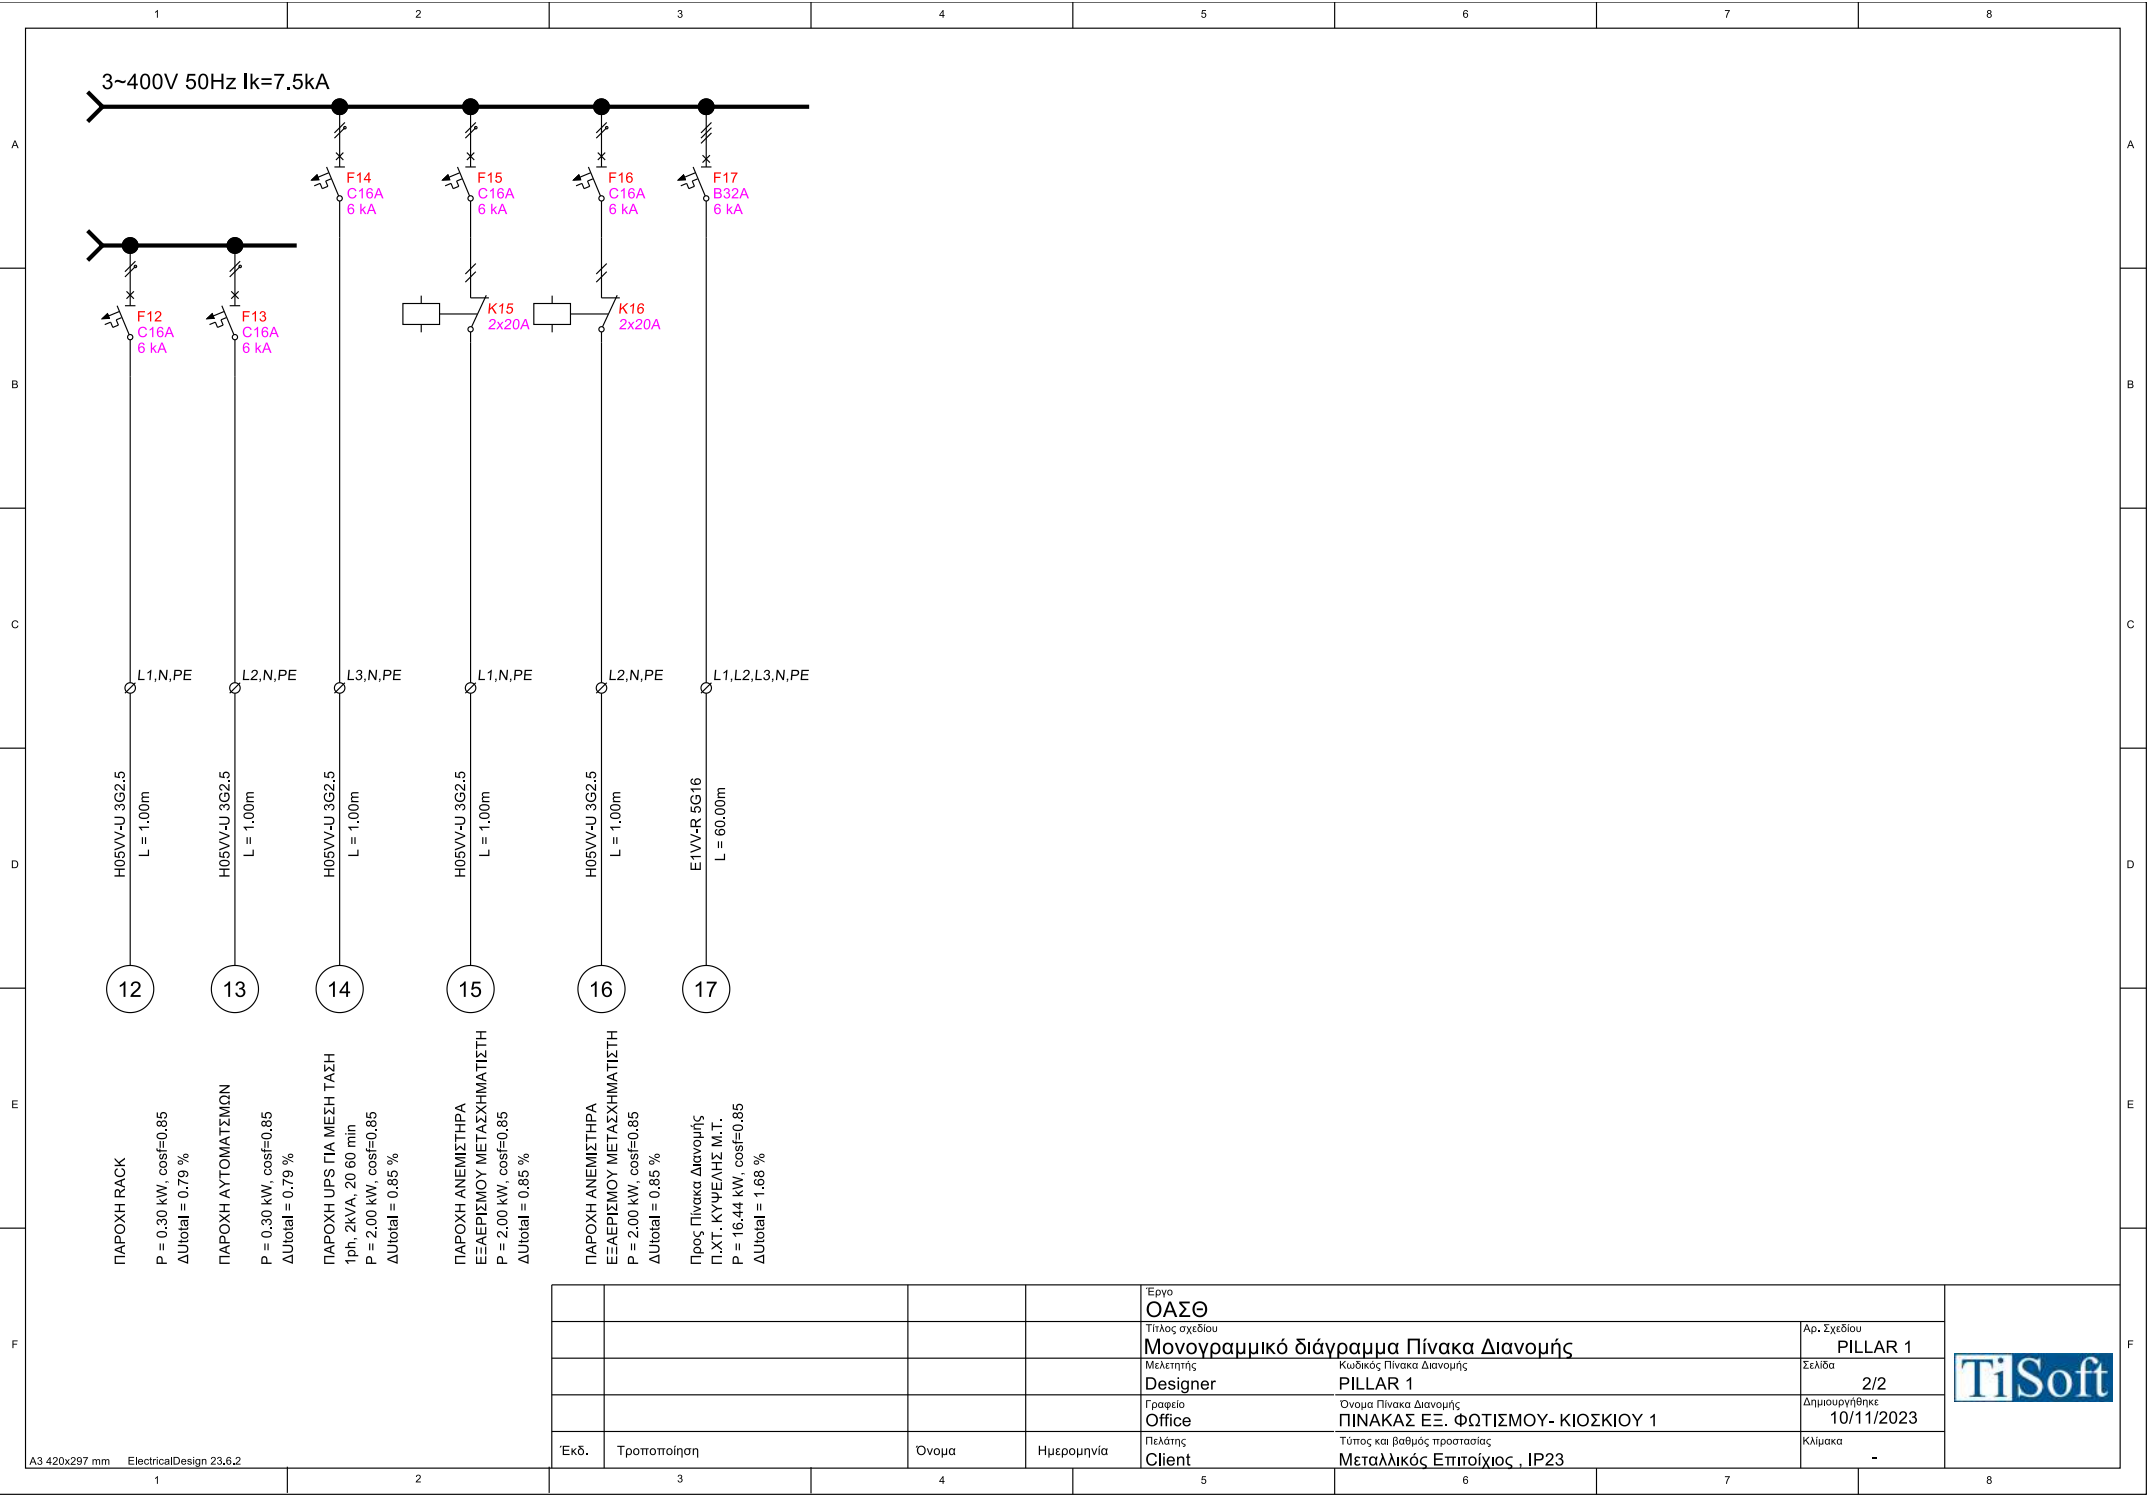 1 2 3 4 5 6 7 8
3~400V 50Hz Ik=7.5kA
A A
F14
C16A
6 kA
F15
C16A
6 kA
F16
C16A
6 kA
F17
B32A
6 kA
F12
C16A
6 kA
F13
C16A
6 kA
K15
2x20A
K16
2x20A
B B
C C
L1,N,PE
L2,N,PE
L3,N,PE
L1,N,PE
L2,N,PE
L1,L2,L3,N,PE
H05VV-U 3G2.5
L = 1.00m
H05VV-U 3G2.5
L = 1.00m
H05VV-U 3G2.5
L = 1.00m
H05VV-U 3G2.5
L = 1.00m
H05VV-U 3G2.5
L = 1.00m
E1VV-R 5G16
L = 60.00m
D D
12
13
14
15
16
17
E E
ΠΑΡΟΧΗ RACK
P = 0.30 kW, cosf=0.85
ΔUtotal = 0.79 %
ΠΑΡΟΧΗ ΑΥΤΟΜΑΤΣΜΩΝ
P = 0.30 kW, cosf=0.85
ΔUtotal = 0.79 %
ΠΑΡΟΧΗ UPS ΓΙΑ ΜΕΣΗ ΤΑΣΗ
1ph, 2kVA, 20 60 min
P = 2.00 kW, cosf=0.85
ΔUtotal = 0.85 %
ΠΑΡΟΧΗ ΑΝΕΜΙΣΤΗΡΑ
ΕΞΑΕΡΙΣΜΟΥ ΜΕΤΑΣΧΗΜΑΤΙΣΤΗ
P = 2.00 kW, cosf=0.85
ΔUtotal = 0.85 %
ΠΑΡΟΧΗ ΑΝΕΜΙΣΤΗΡΑ
ΕΞΑΕΡΙΣΜΟΥ ΜΕΤΑΣΧΗΜΑΤΙΣΤΗ
P = 2.00 kW, cosf=0.85
ΔUtotal = 0.85 %
Προς Πίνακα Διανομής
Π.ΧΤ. ΚΥΨΕΛΗΣ Μ.Τ.
P = 16.44 kW, cosf=0.85
ΔUtotal = 1.68 %
F F
Έργο
ΟΑΣΘ
Τίτλος σχεδίου
Μονογραμμικό διάγραμμα Πίνακα Διανομής
Αρ. Σχεδίου
PILLAR 1
Μελετητής
Designer
Κωδικός Πίνακα Διανομής
PILLAR 1
Σελίδα
2/2
Γραφείο
Office
Όνομα Πίνακα Διανομής
ΠΙΝΑΚΑΣ ΕΞ. ΦΩΤΙΣΜΟΥ- ΚΙΟΣΚΙΟΥ 1
Δημιουργήθηκε
10/11/2023
Έκδ. Τροποποίηση Όνομα Ημερομηνία
Πελάτης
Client
Τύπος και βαθμός προστασίας
Μεταλλικός Επιτοίχιος , IP23
Κλίμακα
-
TiSoft
A3 420x297 mm ElectricalDesign 23.6.2
1 2 3 4 5 6 7 8